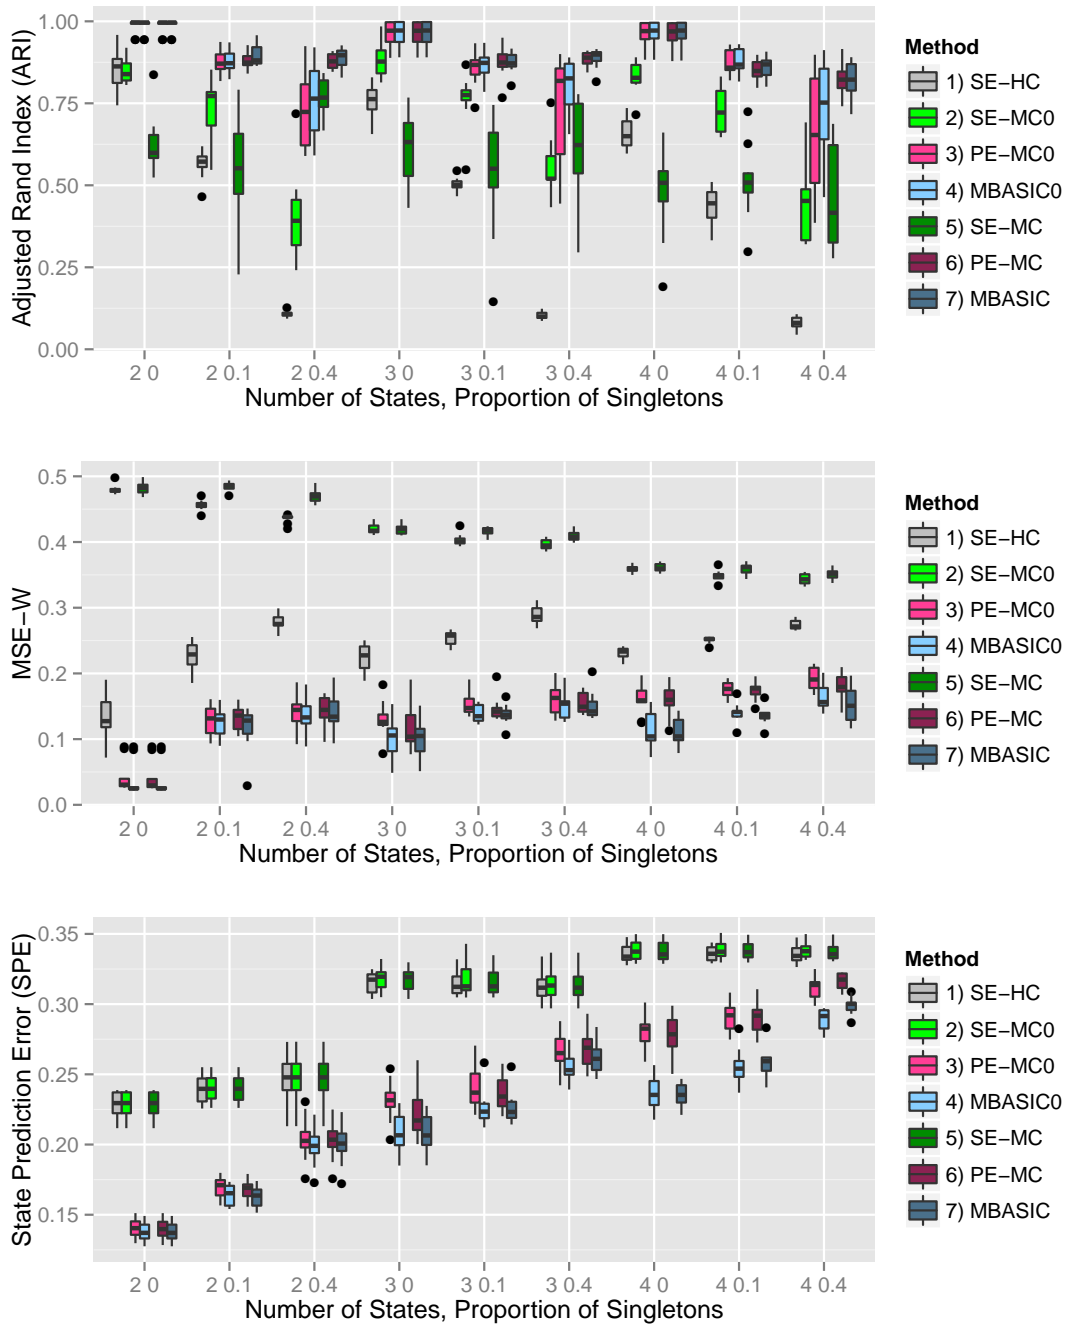 Adjusted Rand Index (ARI)
1.00
0.75
0.50
0.25
0.00
2 0
2 0.1
2 0.4
3 0
3 0.1
3 0.4
4 0
4 0.1
4 0.4
Number of States, Proportion of Singletons
Method
1) SE−HC
2) SE−MC0
3) PE−MC0
4) MBASIC0
5) SE−MC
6) PE−MC
7) MBASIC
MSE−W
0.5
0.4
0.3
0.2
0.1
0.0
2 0
2 0.1
2 0.4
3 0
3 0.1
3 0.4
4 0
4 0.1
4 0.4
Number of States, Proportion of Singletons
Method
1) SE−HC
2) SE−MC0
3) PE−MC0
4) MBASIC0
5) SE−MC
6) PE−MC
7) MBASIC
State Prediction Error (SPE)
0.35
0.30
0.25
0.20
0.15
2 0
2 0.1
2 0.4
3 0
3 0.1
3 0.4
4 0
4 0.1
4 0.4
Number of States, Proportion of Singletons
Method
1) SE−HC
2) SE−MC0
3) PE−MC0
4) MBASIC0
5) SE−MC
6) PE−MC
7) MBASIC